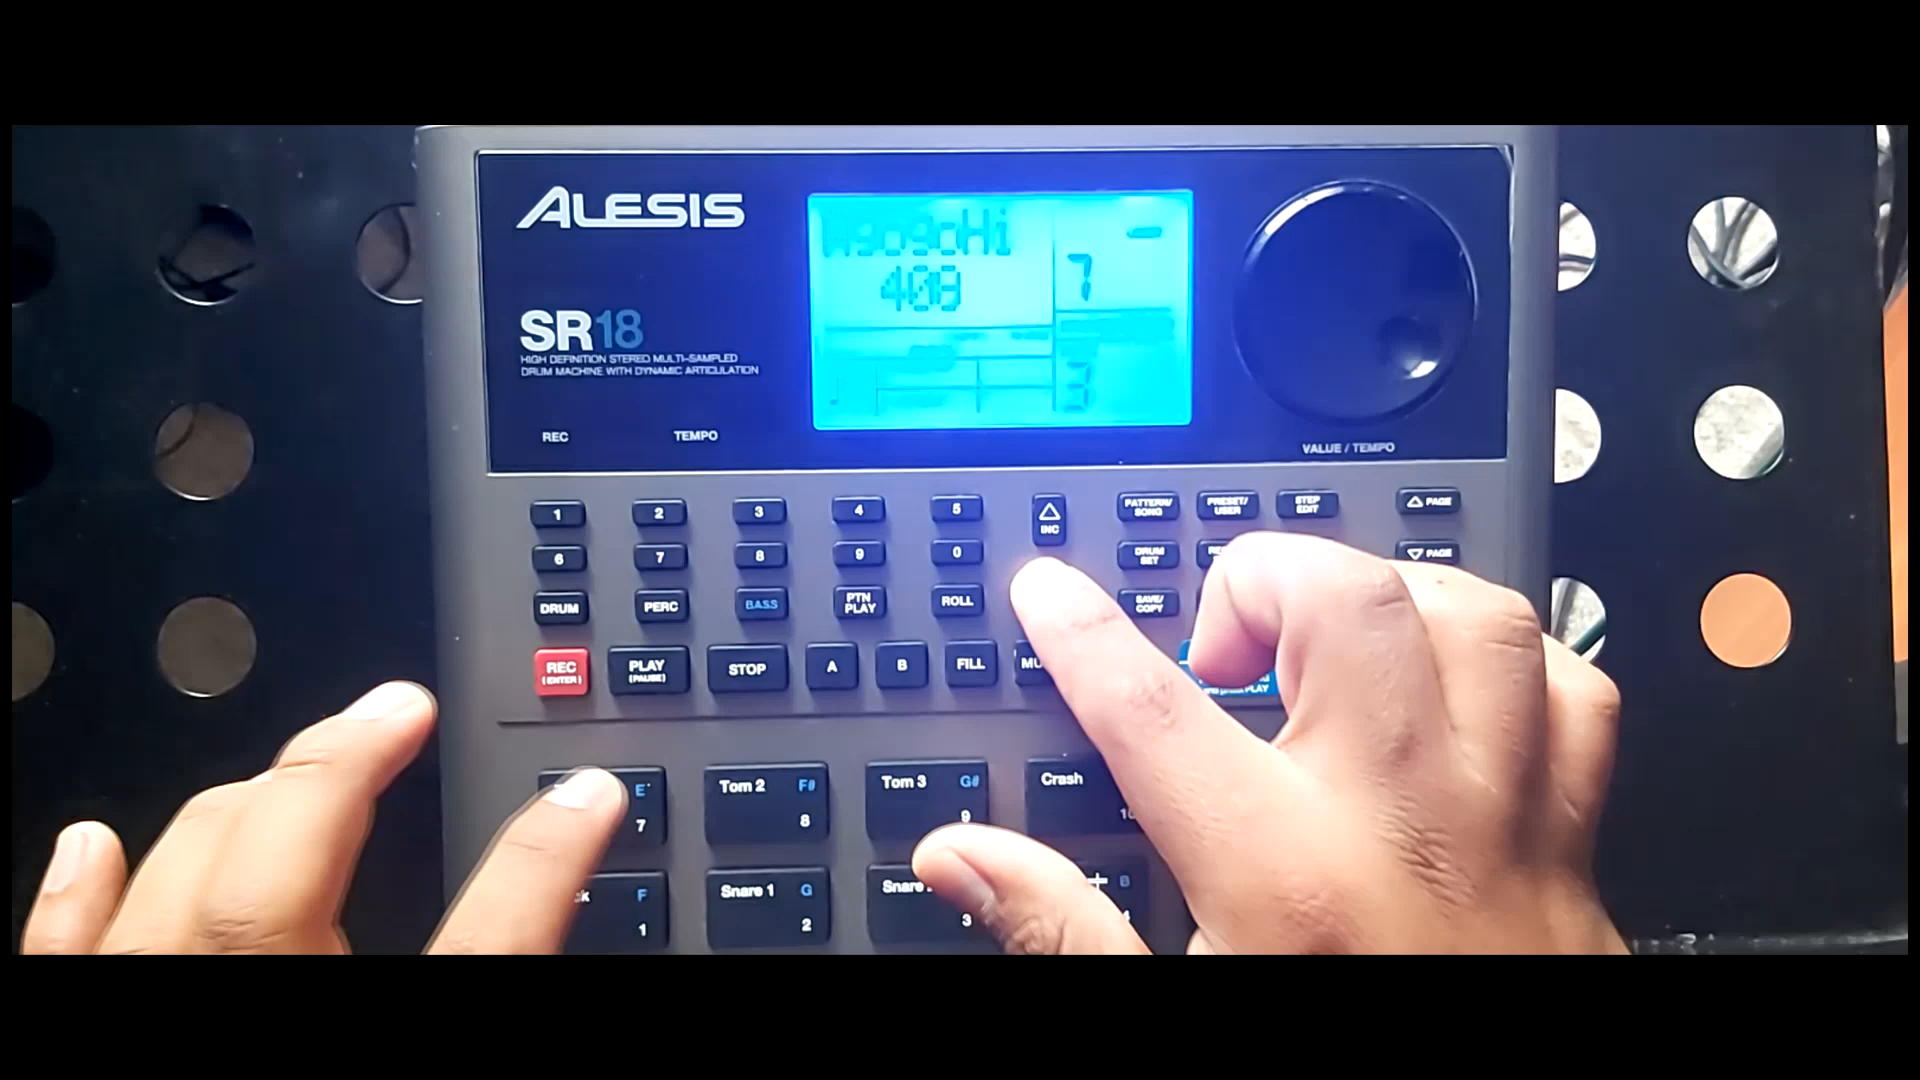 ALESIS
SR18
HIGH DEFINITION STEREO MULTI-SAMPLED
DRUM MACHINE WITH DYNAMIC ARTICULATION
REC TEMPO
7
3
VALUE / TEMPO
1 2 3 4 5 △ INC PATTERN/ SONG PRESET/ USER STEP EDIT △ PAGE
6 7 8 9 0 DRUM SET ▽ PAGE
DRUM PERC BASS PTN PLAY ROLL SAVE/ COPY
REC (ENTER) PLAY (PAUSE) STOP A B FILL
PLAY
E 7 Tom 2 F# 8 Tom 3 G# 9 Crash
F 1 Snare 1 G 2 Snare 3 B